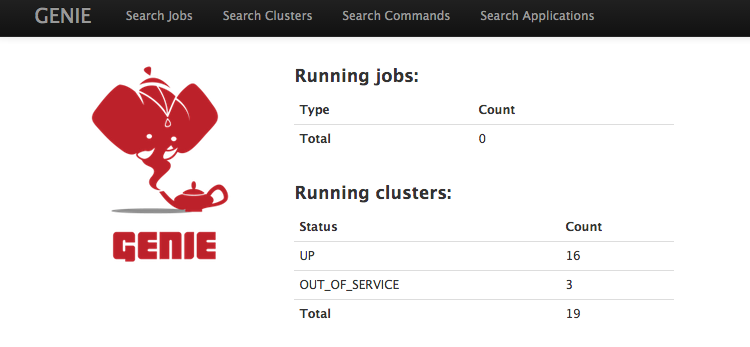 GENIE Search Jobs Search Clusters Search Commands Search Applications
GENIE
Running jobs:
Type Count
Total 0
Running clusters:
Status Count
UP 16
OUT_OF_SERVICE 3
Total 19